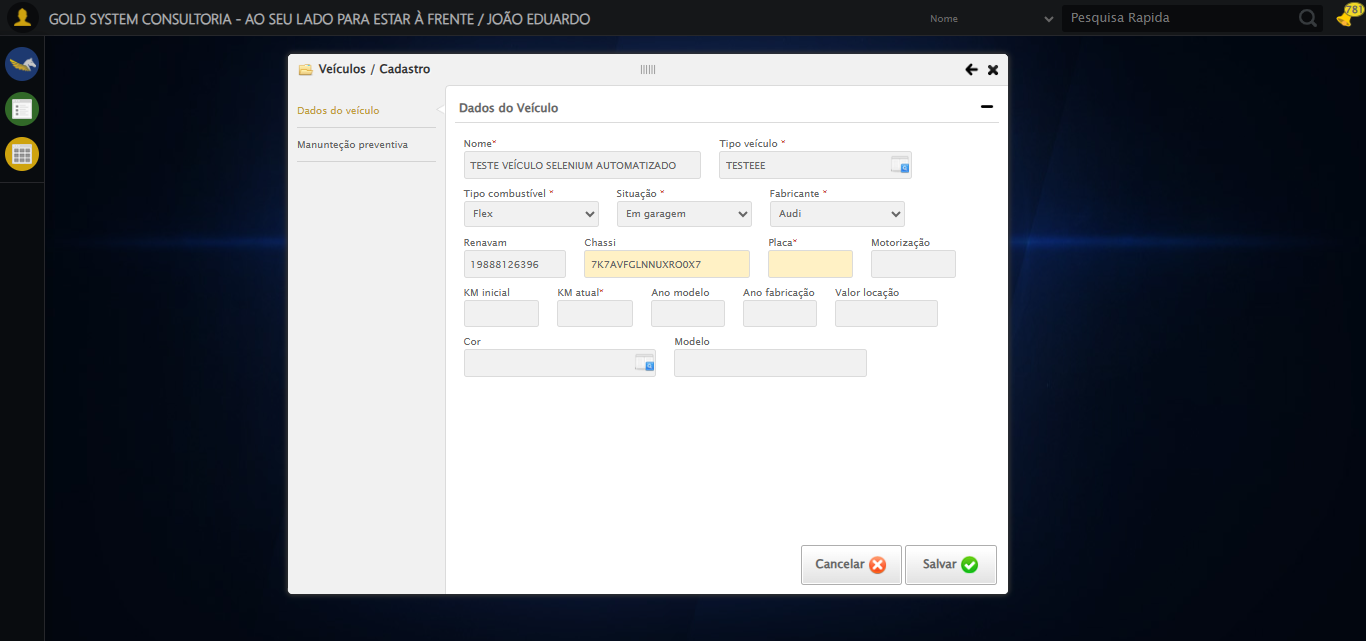 GOLD SYSTEM CONSULTORIA - AO SEU LADO PARA ESTAR À FRENTE / JOÃO EDUARDO
Nome
Pesquisa Rapida
781
Veículos / Cadastro
Dados do veículo
Manunteção preventiva
Dados do Veículo
Nome* Tipo veículo *
TESTE VEÍCULO SELENIUM AUTOMATIZADO TESTEEE
Tipo combustível * Situação * Fabricante *
Flex Em garagem Audi
Renavam Chassi Placa* Motorização
19888126396 7K7AVFGLNNUXRO0X7
KM inicial KM atual* Ano modelo Ano fabricação Valor locação
Cor Modelo
Cancelar Salvar